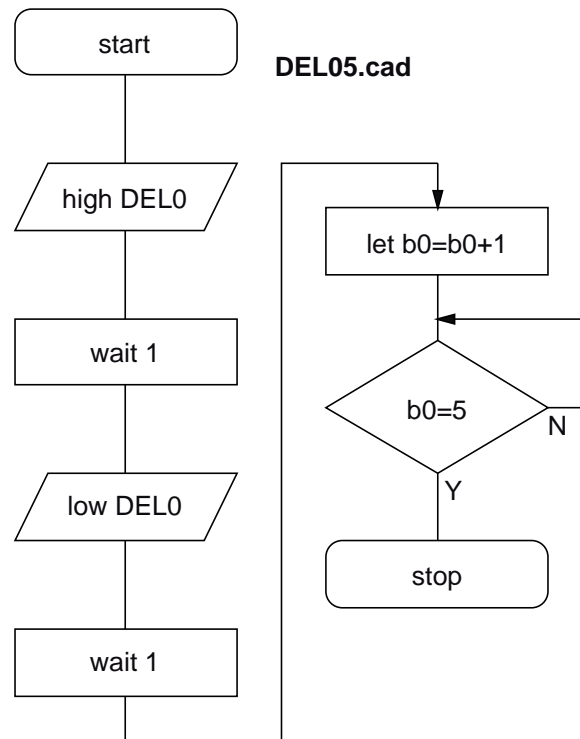 start
DEL05.cad
high DEL0
wait 1
low DEL0
wait 1
let b0=b0+1
b0=5
N
Y
stop